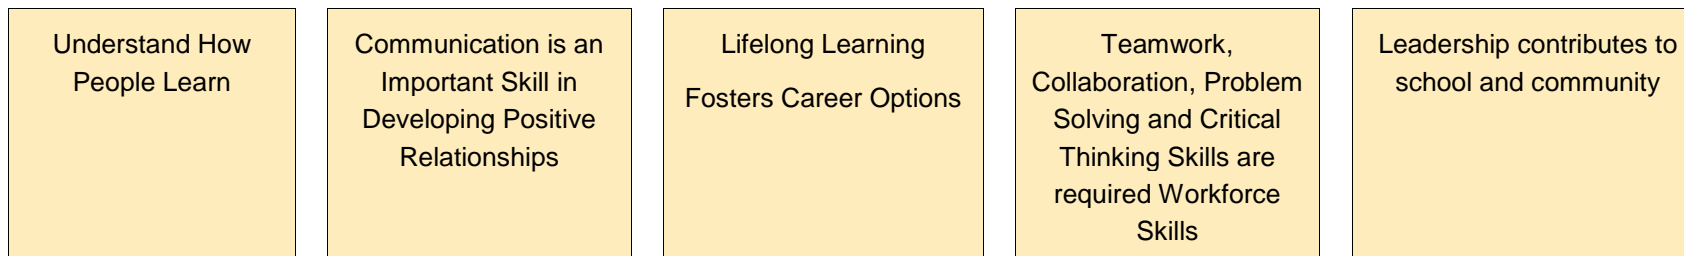 Understand How
People Learn
Communication is an
Important Skill in
Developing Positive
Relationships
Lifelong Learning
Fosters Career Options
Teamwork,
Collaboration, Problem
Solving and Critical
Thinking Skills are
required Workforce
Skills
Leadership contributes to
school and community